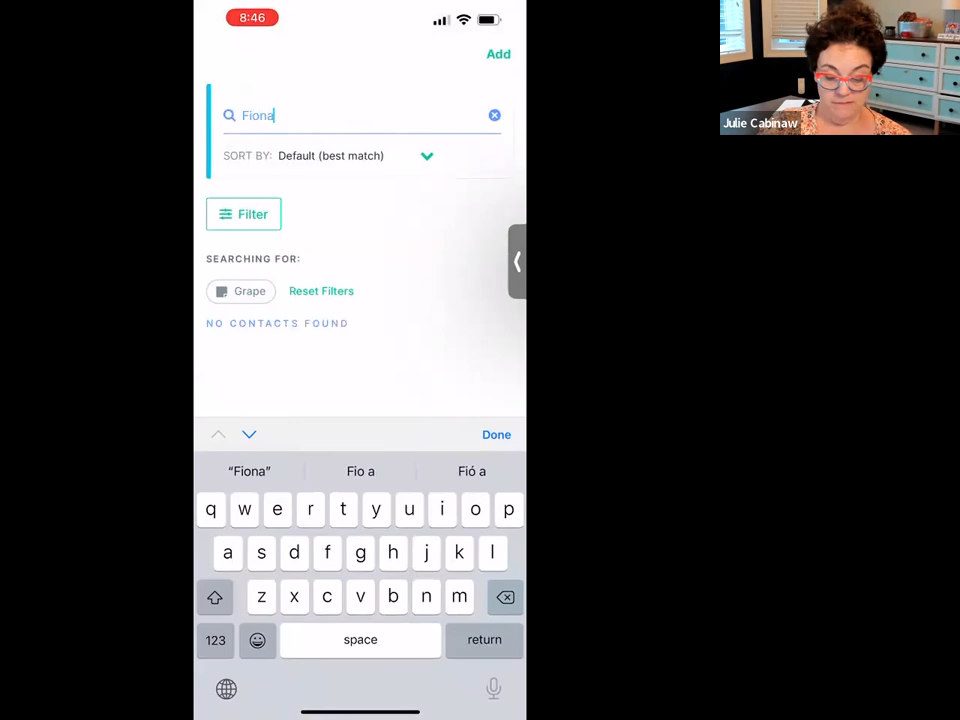 8:46
Add
Fiona
SORT BY: Default (best match)
Filter
SEARCHING FOR:
Grape Reset Filters
NO CONTACTS FOUND
Done
“Fiona” Fio a Fió a
q w e r t y u i o p
a s d f g h j k l
z x c v b n m
123 space return
Julie Cabinaw